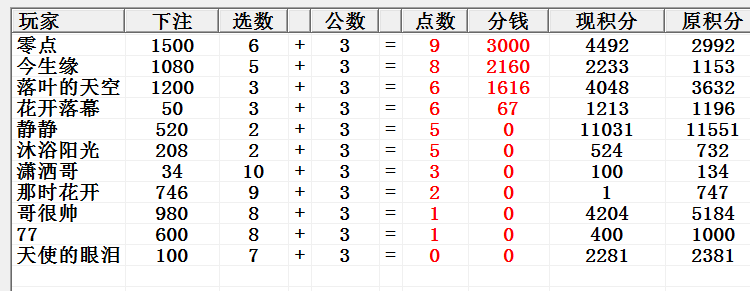 玩家 下注 选数 公数 点数 分钱 现积分 原积分
零点 1500 6 + 3 = 9 3000 4492 2992
今生缘 1080 5 + 3 = 8 2160 2233 1153
落叶的天空 1200 3 + 3 = 6 1616 4048 3632
花开落幕 50 3 + 3 = 6 67 1213 1196
静静 520 2 + 3 = 5 0 11031 11551
沐浴阳光 208 2 + 3 = 5 0 524 732
潇洒哥 34 10 + 3 = 3 0 100 134
那时花开 746 9 + 3 = 2 0 1 747
哥很帅 980 8 + 3 = 1 0 4204 5184
77 600 8 + 3 = 1 0 400 1000
天使的眼泪 100 7 + 3 = 0 0 2281 2381